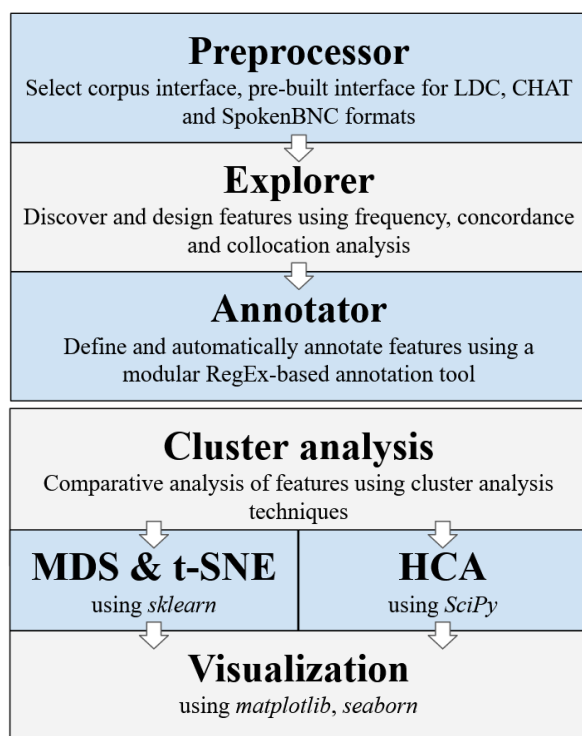 Preprocessor
Select corpus interface, pre-built interface for LDC, CHAT
and SpokenBNC formats
Explorer
Discover and design features using frequency, concordance
and collocation analysis
Annotator
Define and automatically annotate features using a
modular RegEx-based annotation tool
Cluster analysis
Comparative analysis of features using cluster analysis
techniques
MDS & t-SNE
using sklearn
HCA
using SciPy
Visualization
using matplotlib, seaborn